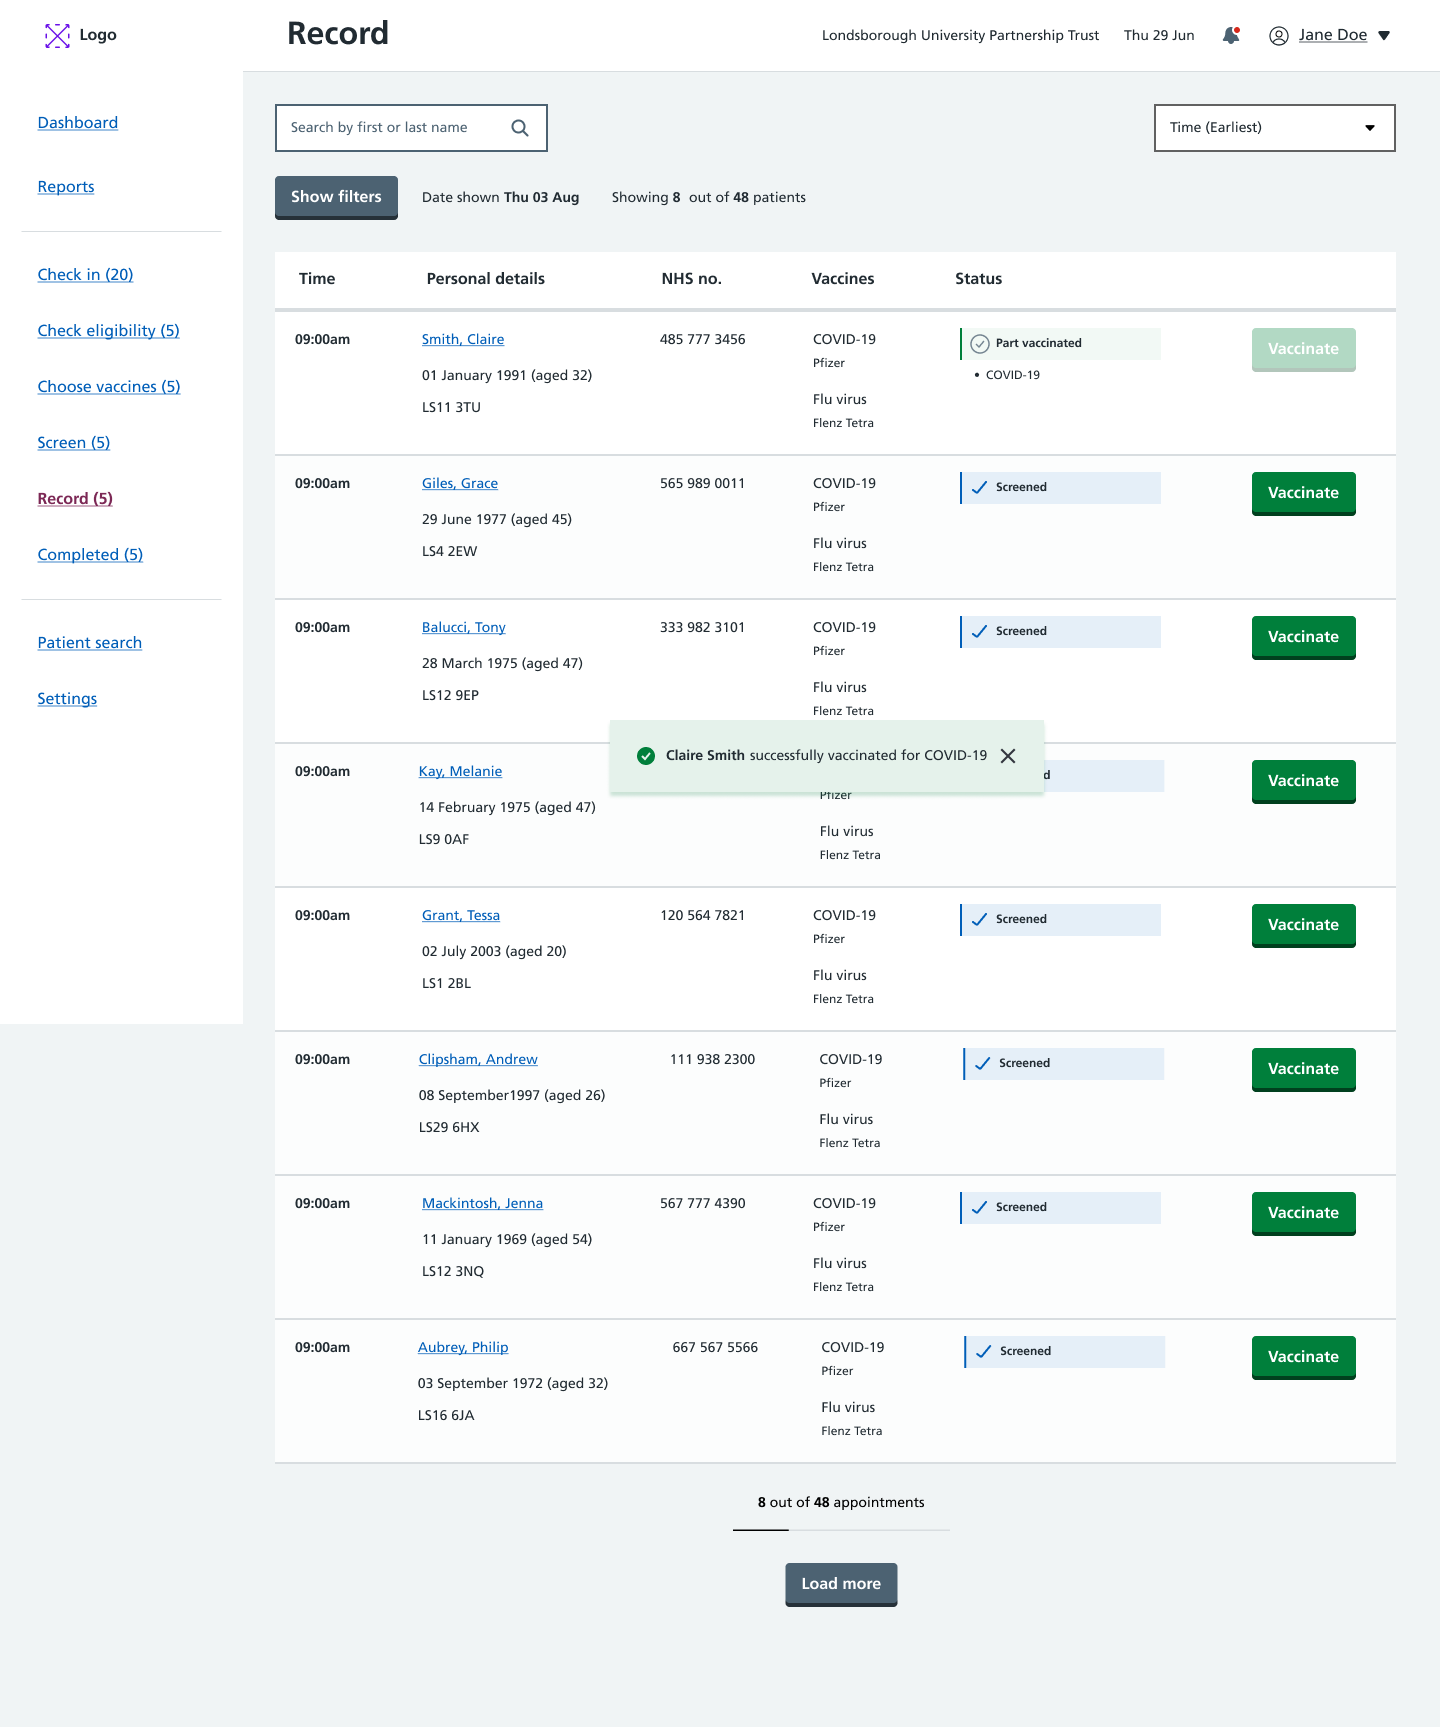 Logo
Record
Londsborough University Partnership Trust
Thu 29 Jun
Jane Doe
Dashboard
Reports
Check in (20)
Check eligibility (5)
Choose vaccines (5)
Screen (5)
Record (5)
Completed (5)
Patient search
Settings
Search by first or last name
Time (Earliest)
Show filters
Date shown Thu 03 Aug
Showing 8 out of 48 patients
Time Personal details NHS no. Vaccines Status
09:00am Smith, Claire 485 777 3456 COVID-19 Part vaccinated Vaccinate
Pfizer
01 January 1991 (aged 32) • COVID-19
Flu virus
LS11 3TU
Flenz Tetra
09:00am Giles, Grace 565 989 0011 COVID-19 Screened Vaccinate
Pfizer
29 June 1977 (aged 45)
Flu virus
LS4 2EW
Flenz Tetra
09:00am Balucci, Tony 333 982 3101 COVID-19 Screened Vaccinate
Pfizer
28 March 1975 (aged 47)
Flu virus
LS12 9EP
Flenz Tetra
Claire Smith successfully vaccinated for COVID-19
09:00am Kay, Melanie Vaccinate
Pfizer
14 February 1975 (aged 47)
Flu virus
LS9 0AF
Flenz Tetra
09:00am Grant, Tessa 120 564 7821 COVID-19 Screened Vaccinate
Pfizer
02 July 2003 (aged 20)
Flu virus
LS1 2BL
Flenz Tetra
09:00am Clipsham, Andrew 111 938 2300 COVID-19 Screened Vaccinate
Pfizer
08 September1997 (aged 26)
Flu virus
LS29 6HX
Flenz Tetra
09:00am Mackintosh, Jenna 567 777 4390 COVID-19 Screened Vaccinate
Pfizer
11 January 1969 (aged 54)
Flu virus
LS12 3NQ
Flenz Tetra
09:00am Aubrey, Philip 667 567 5566 COVID-19 Screened Vaccinate
Pfizer
03 September 1972 (aged 32)
Flu virus
LS16 6JA
Flenz Tetra
8 out of 48 appointments
Load more